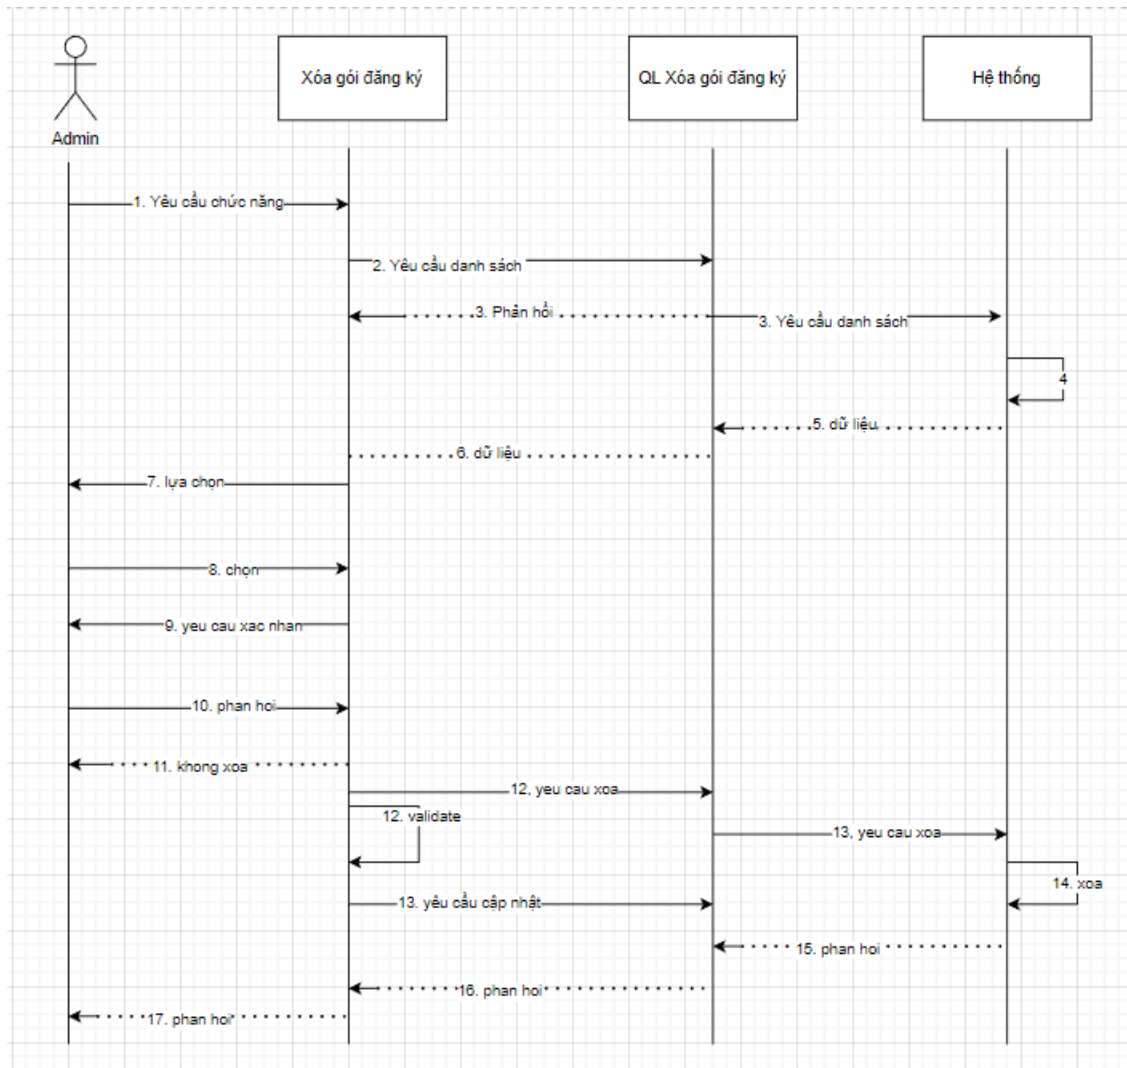 Xóa gói đăng ký
QL Xóa gói đăng ký
Hệ thống
Admin
1. Yêu cầu chức năng
2. Yêu cầu danh sách
3. Phản hồi
3. Yêu cầu danh sách
4
5. dữ liệu
6. dữ liệu
7. lựa chọn
8. chọn
9. yeu cau xac nhan
10. phan hoi
11. khong xoa
12, yeu cau xoa
12. validate
13, yeu cau xoa
14. xoa
13. yêu cầu cập nhật
15. phan hoi
16. phan hoi
17. phan hoi